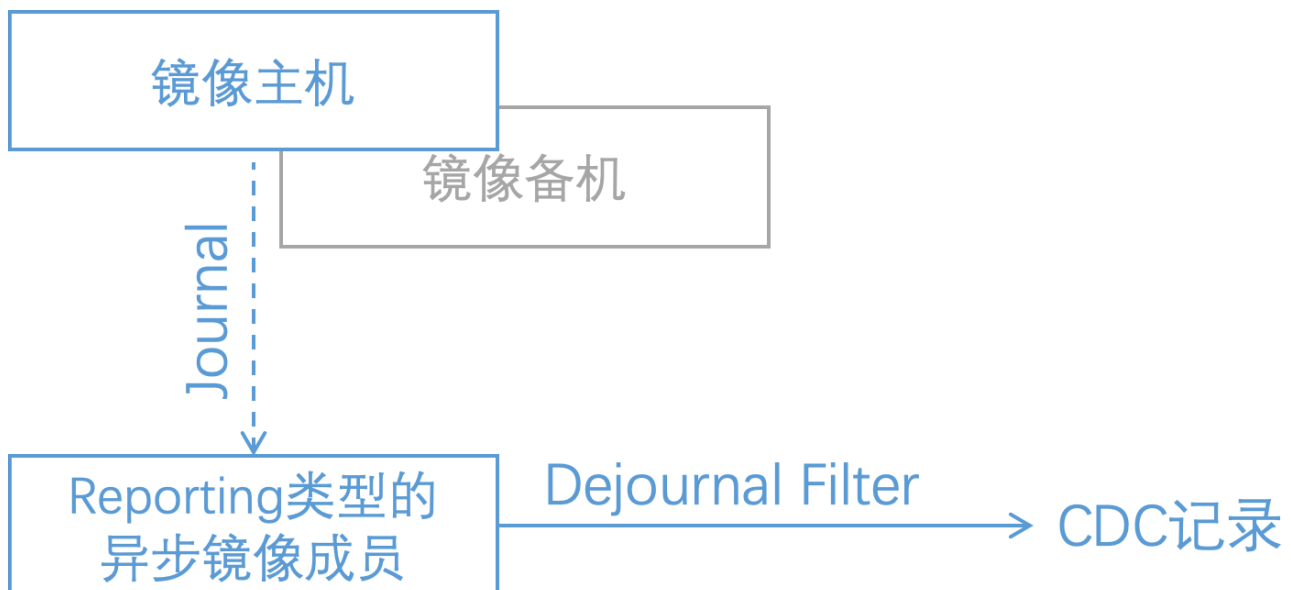 镜像主机
镜像备机
Journal
Reporting类型的
异步镜像成员
Dejournal Filter
CDC记录